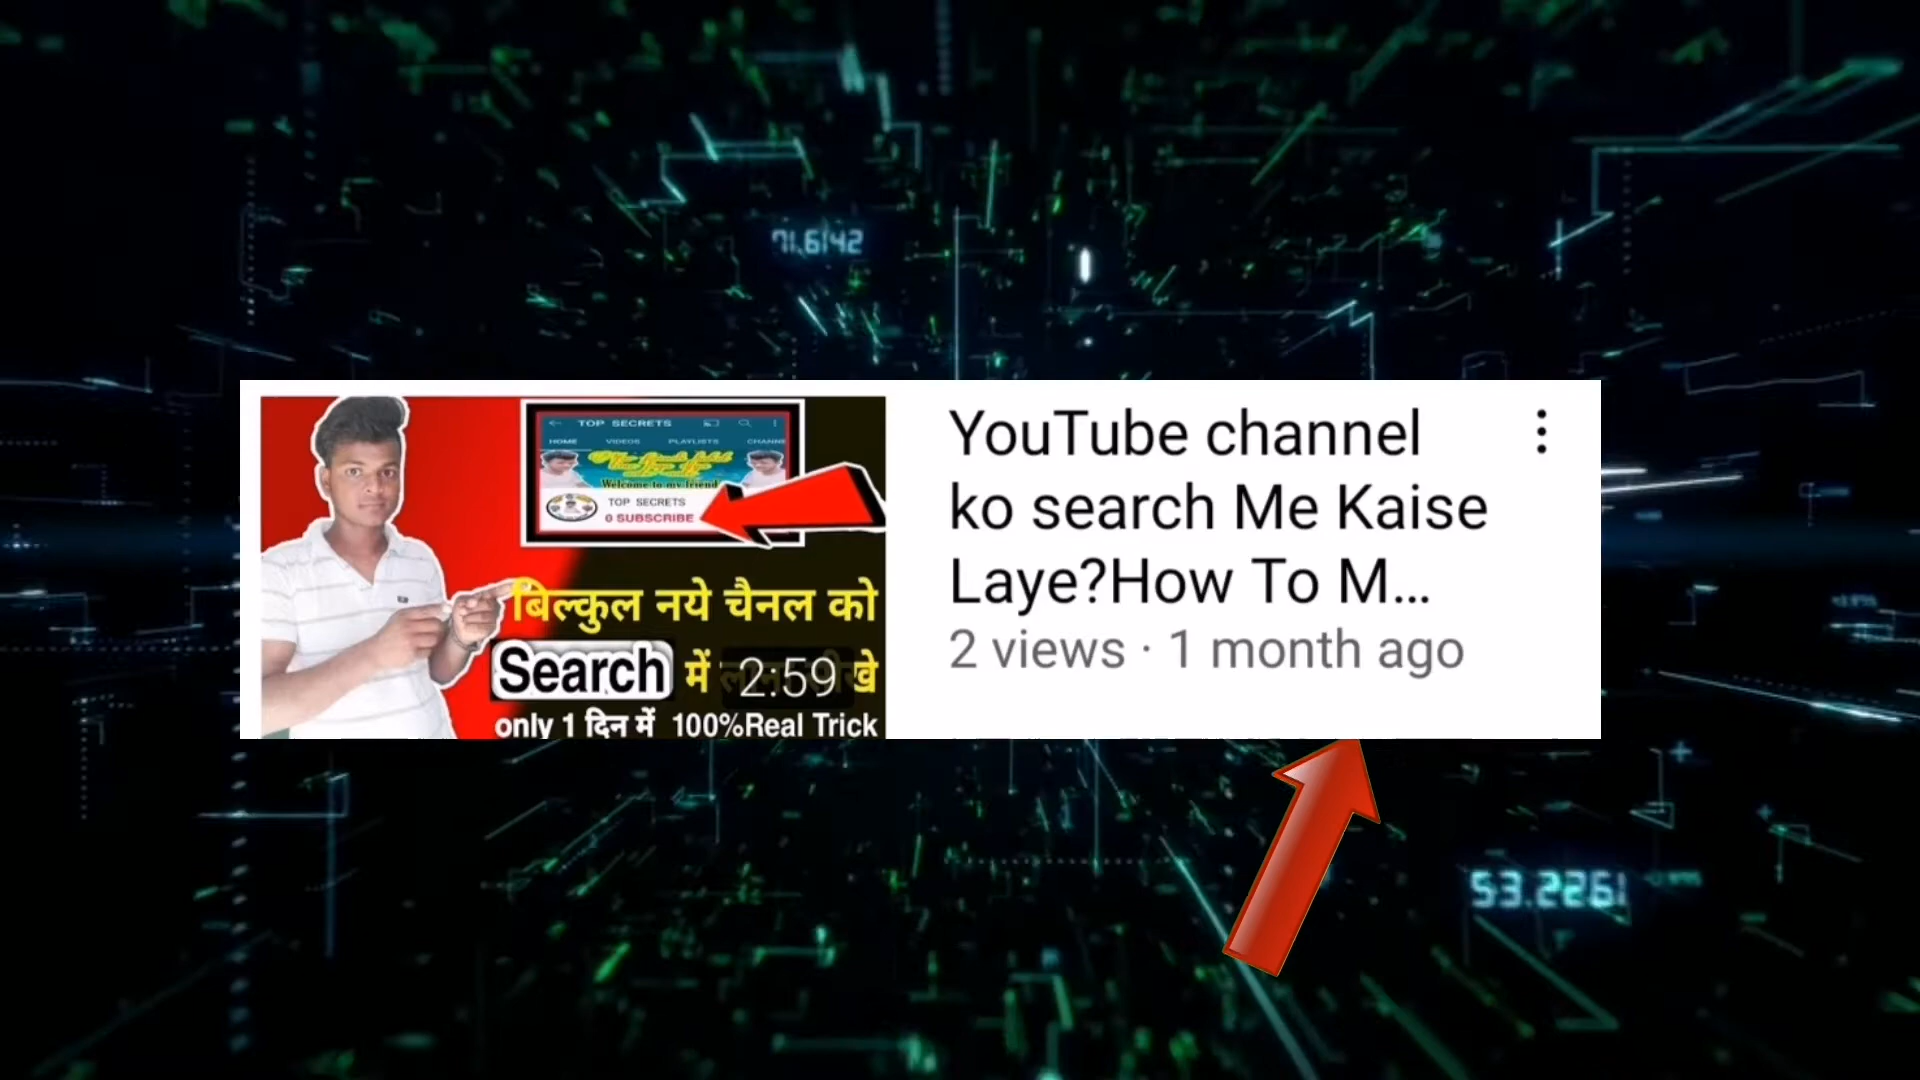 71.6142
TOP SECRETS
HOME VIDEOS PLAYLISTS CHANNE
Welcome to my friend
TOP SECRETS
0 SUBSCRIBE
बिल्कुल नये चैनल को
Search में
2:59
only 1 दिन में 100%Real Trick
YouTube channel
ko search Me Kaise
Laye?How To M...
2 views · 1 month ago
53.2261